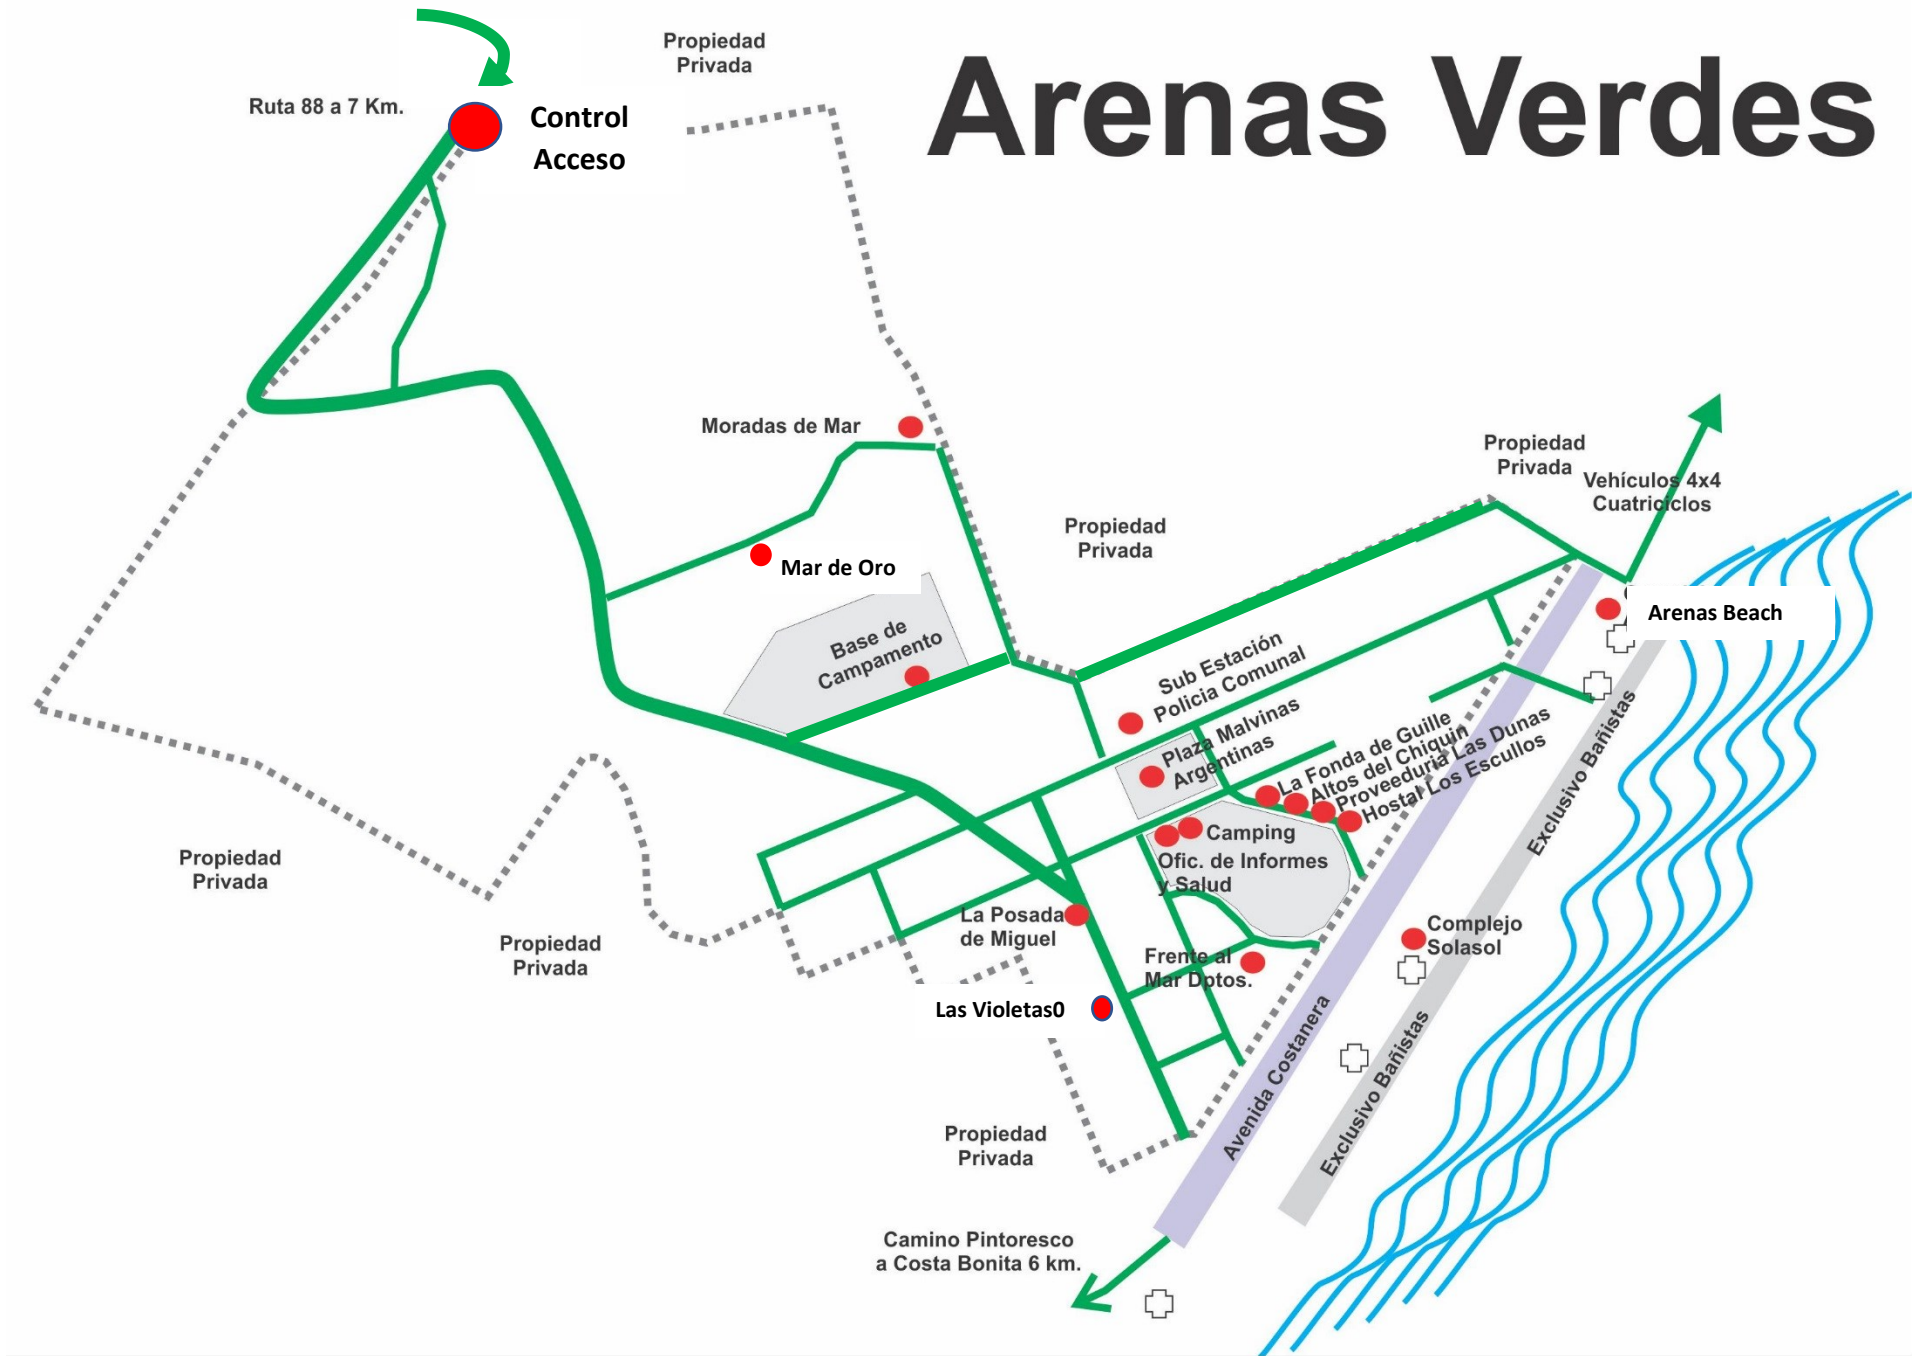 Propiedad
Privada
Arenas Verdes
Ruta 88 a 7 Km.
Control
Acceso
Moradas de Mar
Propiedad
Privada
Vehículos 4x4
Cuatriciclos
Propiedad
Privada
Mar de Oro
Arenas Beach
Base de
Campamento
Sub Estación
Policia Comunal
Plaza Malvinas
Argentinas
La Fonda de Guille
Altos del Chiquin
Proveeduria Las Dunas
Hostal Los Escullos
Exclusivo Bañistas
Camping
Ofic. de Informes
y Salud
Propiedad
Privada
La Posada
de Miguel
Complejo
Solasol
Propiedad
Privada
Frente al
Mar Dptos.
Las Violetas0
Avenida Costanera
Exclusivo Bañistas
Propiedad
Privada
Camino Pintoresco
a Costa Bonita 6 km.